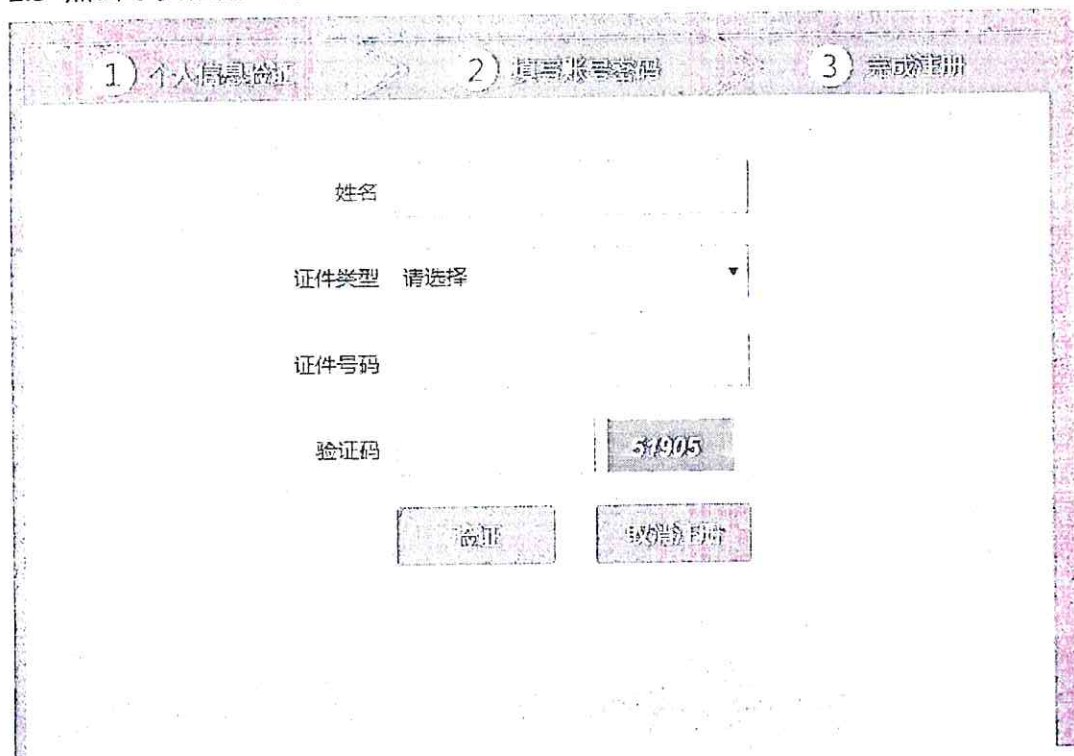 1) 个人信息验证 2) 填写账号密码 3) 完成注册
姓名
证件类型 请选择
证件号码
验证码 51905
验证 取消注册